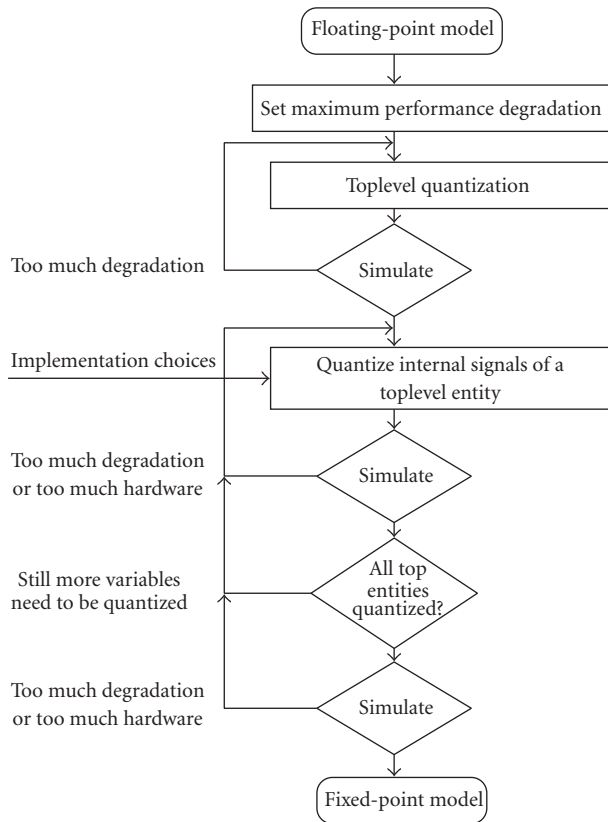 Floating-point model
Set maximum performance degradation
Toplevel quantization
Too much degradation
Simulate
Implementation choices
Quantize internal signals of a
toplevel entity
Too much degradation
or too much hardware
Simulate
Still more variables
need to be quantized
All top
entities
quantized?
Too much degradation
or too much hardware
Simulate
Fixed-point model